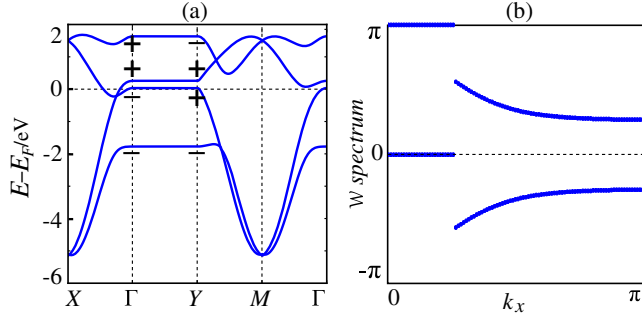 (a)
(b)
E−E_F/eV
2
0
-2
-4
-6
+ −
+ +
− +
− −
X Γ Y M Γ
W spectrum
π
0
-π
0 k_x π